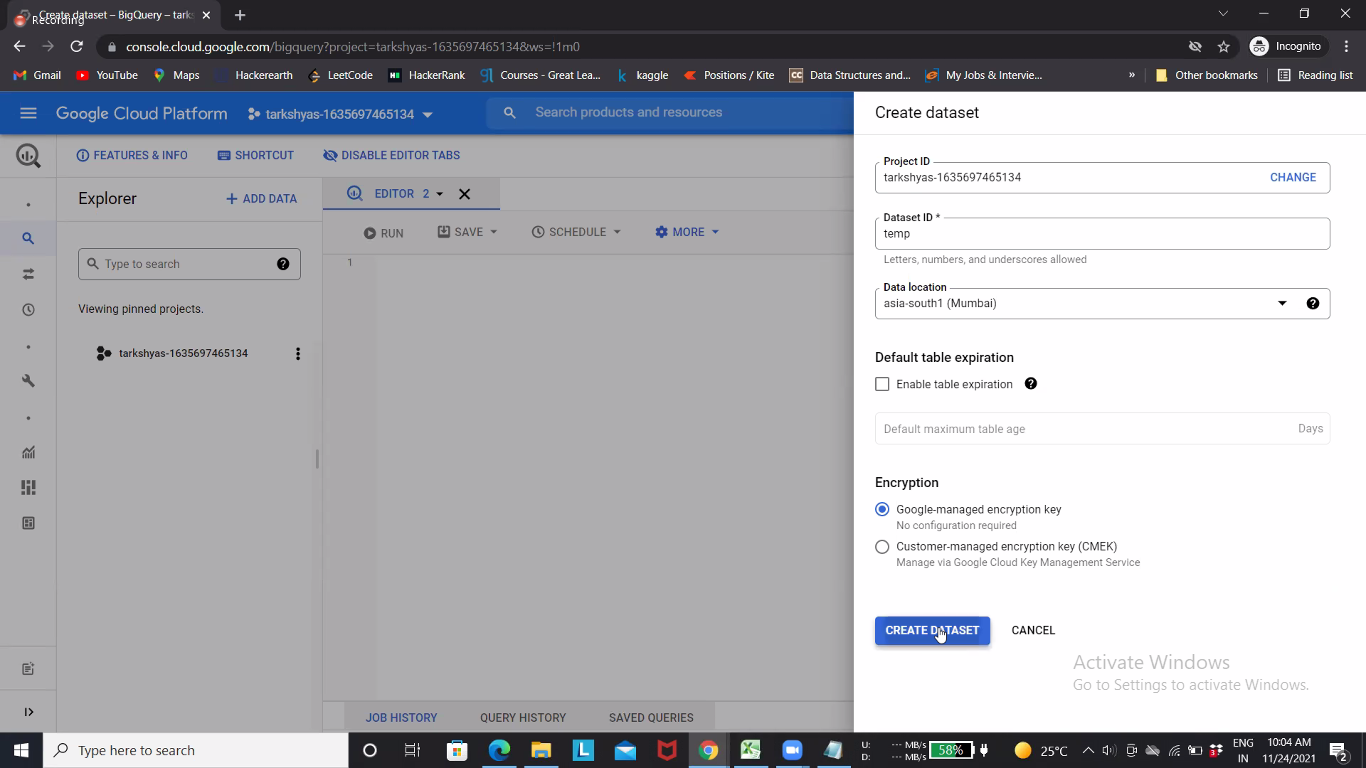 Create dataset – BigQuery – tarks
Recording
console.cloud.google.com/bigquery?project=tarkshyas-1635697465134&ws=!1m0
Incognito
Gmail YouTube Maps Hackerearth LeetCode HackerRank Courses - Great Lea... kaggle Positions / Kite Data Structures and... My Jobs & Intervie... » Other bookmarks Reading list
Google Cloud Platform tarkshyas-1635697465134 Search products and resources
Create dataset
FEATURES & INFO SHORTCUT DISABLE EDITOR TABS
Explorer + ADD DATA
EDITOR 2
RUN SAVE SCHEDULE MORE
1
Type to search
Viewing pinned projects.
tarkshyas-1635697465134
Project ID
tarkshyas-1635697465134 CHANGE
Dataset ID *
temp
Letters, numbers, and underscores allowed
Data location
asia-south1 (Mumbai)
Default table expiration
Enable table expiration
Default maximum table age Days
Encryption
Google-managed encryption key
No configuration required
Customer-managed encryption key (CMEK)
Manage via Google Cloud Key Management Service
CREATE DATASET CANCEL
Activate Windows
Go to Settings to activate Windows.
JOB HISTORY QUERY HISTORY SAVED QUERIES
Type here to search
U: --- MB/s
D: --- MB/s
58%
25°C
ENG
IN
10:04 AM
11/24/2021
2